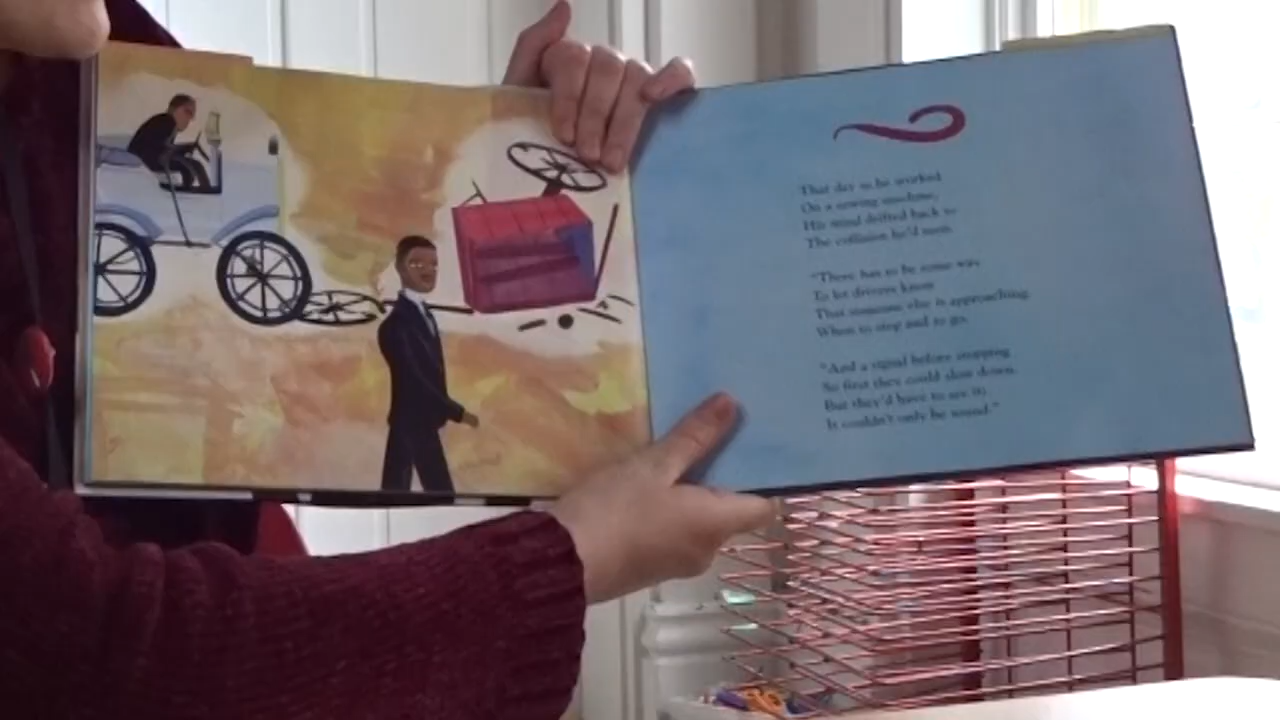 That day as he worked
On a sewing machine,
His mind drifted back to
The collision he'd seen.
"There has to be some way
To let drivers know
That someone else is approaching,
When to stop and to go.
"And a signal before stopping
So first they could slow down.
But they'd have to see it;
It couldn't only be sound."